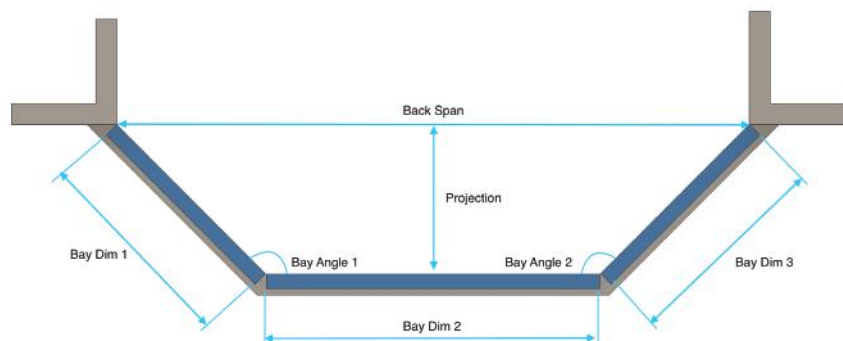 Back Span
Projection
Bay Dim 1
Bay Angle 1
Bay Angle 2
Bay Dim 3
Bay Dim 2